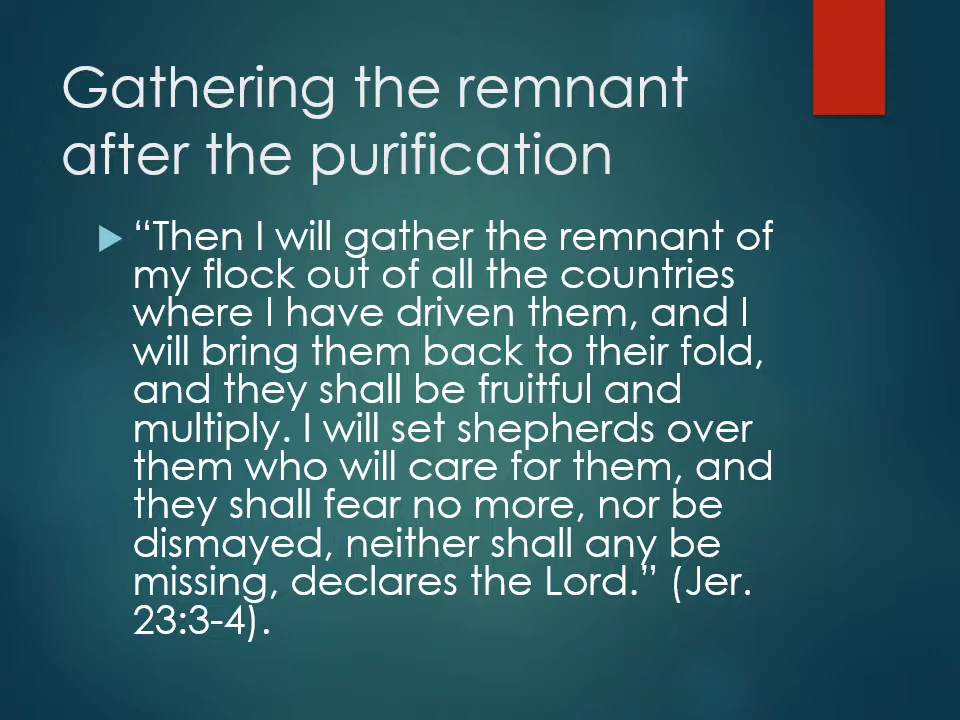 Gathering the remnant
after the purification
“Then I will gather the remnant of
my flock out of all the countries
where I have driven them, and I
will bring them back to their fold,
and they shall be fruitful and
multiply. I will set shepherds over
them who will care for them, and
they shall fear no more, nor be
dismayed, neither shall any be
missing, declares the Lord.” (Jer.
23:3-4).